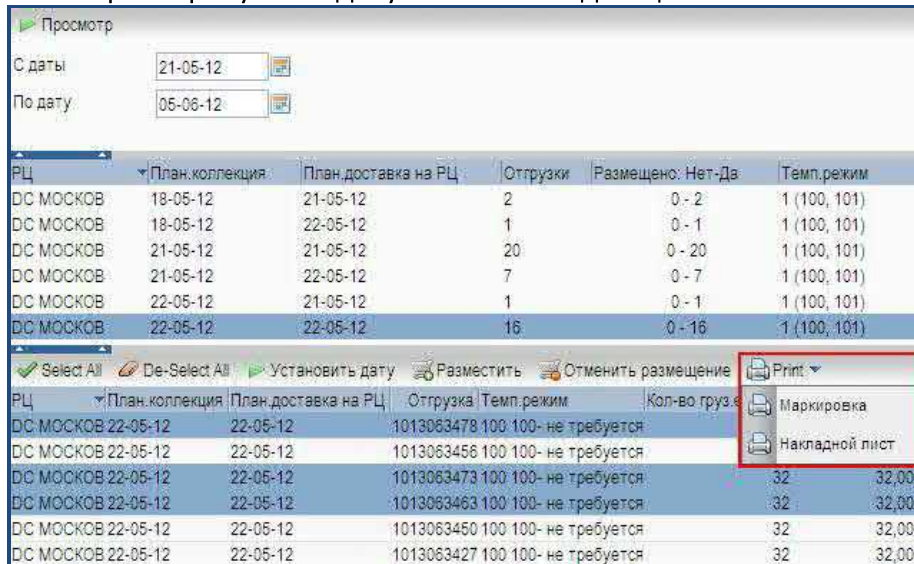 Просмотр
С даты 21-05-12
По дату 05-06-12
РЦ План.коллекция План.доставка на РЦ Отгрузки Размещено: Нет-Да Темп.режим
DC МОСКОВ 18-05-12 21-05-12 2 0 - 2 1 (100, 101)
DC МОСКОВ 18-05-12 22-05-12 1 0 - 1 1 (100, 101)
DC МОСКОВ 21-05-12 21-05-12 20 0 - 20 1 (100, 101)
DC МОСКОВ 21-05-12 22-05-12 7 0 - 7 1 (100, 101)
DC МОСКОВ 22-05-12 21-05-12 1 0 - 1 1 (100, 101)
DC МОСКОВ 22-05-12 22-05-12 16 0 - 16 1 (100, 101)
Select All De-Select All Установить дату Разместить Отменить размещение Print
РЦ План.коллекция План.доставка на РЦ Отгрузка Темп.режим Кол-во груз.е Маркировка
DC МОСКОВ 22-05-12 22-05-12 1013063478 100 100- не требуется
DC МОСКОВ 22-05-12 22-05-12 1013063456 100 100- не требуется Накладной лист
DC МОСКОВ 22-05-12 22-05-12 1013063473 100 100- не требуется 32 32,00
DC МОСКОВ 22-05-12 22-05-12 1013063463 100 100- не требуется 32 32,00
DC МОСКОВ 22-05-12 22-05-12 1013063450 100 100- не требуется 32 32,00
DC МОСКОВ 22-05-12 22-05-12 1013063427 100 100- не требуется 32 32,00